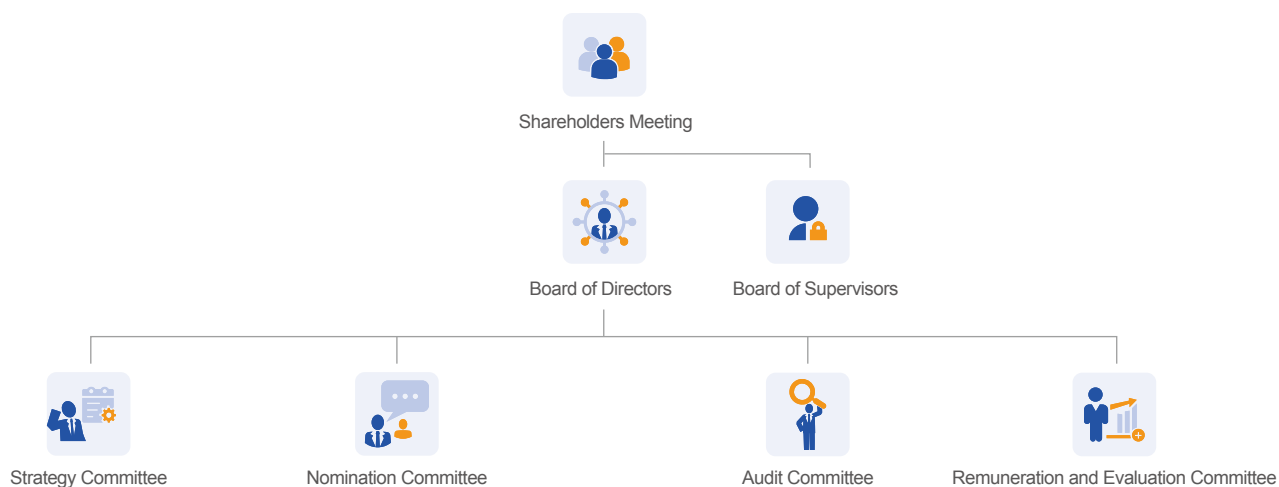 Shareholders Meeting
Board of Directors
Board of Supervisors
Strategy Committee
Nomination Committee
Audit Committee
Remuneration and Evaluation Committee